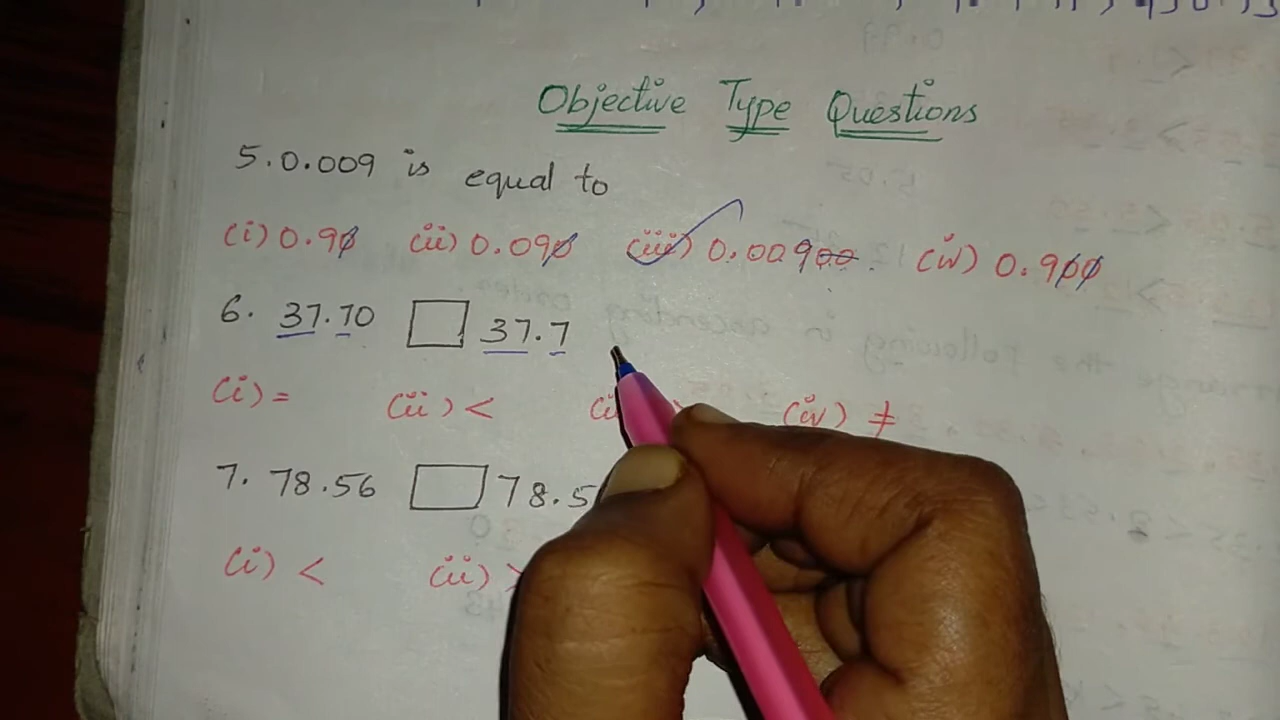 Objective Type Questions
5. 0.009 is equal to
(i) 0.90 (ii) 0.090 (iii) 0.00900 (iv) 0.900
6. 37.70 □ 37.7
(i) = (ii) < (iv) ≠
7. 78.56 □ 78.5
(i) < (ii) >